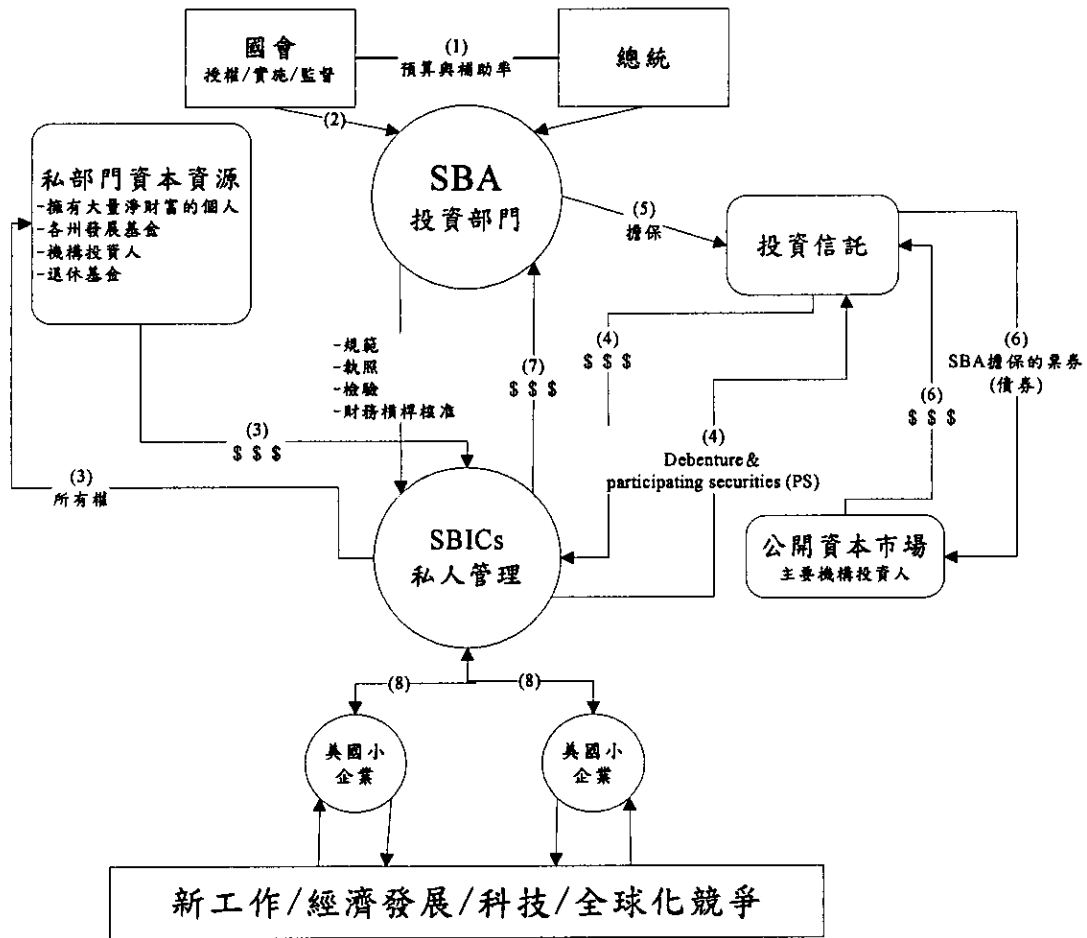 國會
授權/實施/監督
(1)
預算與補助率
總統
(2)
私部門資本資源
-擁有大量淨財富的個人
-各州發展基金
-機構投資人
-退休基金
SBA
投資部門
(5)
擔保
投資信託
-規範
-執照
-檢驗
-財務槓桿核准
(7)
$ $ $
(4)
$ $ $
(6)
$ $ $
(6)
SBA擔保的票券
(債券)
(3)
$ $ $
(3)
所有權
(4)
Debenture &
participating securities (PS)
SBICs
私人管理
公開資本市場
主要機構投資人
(8)
(8)
美國小
企業
美國小
企業
新工作/經濟發展/科技/全球化競爭